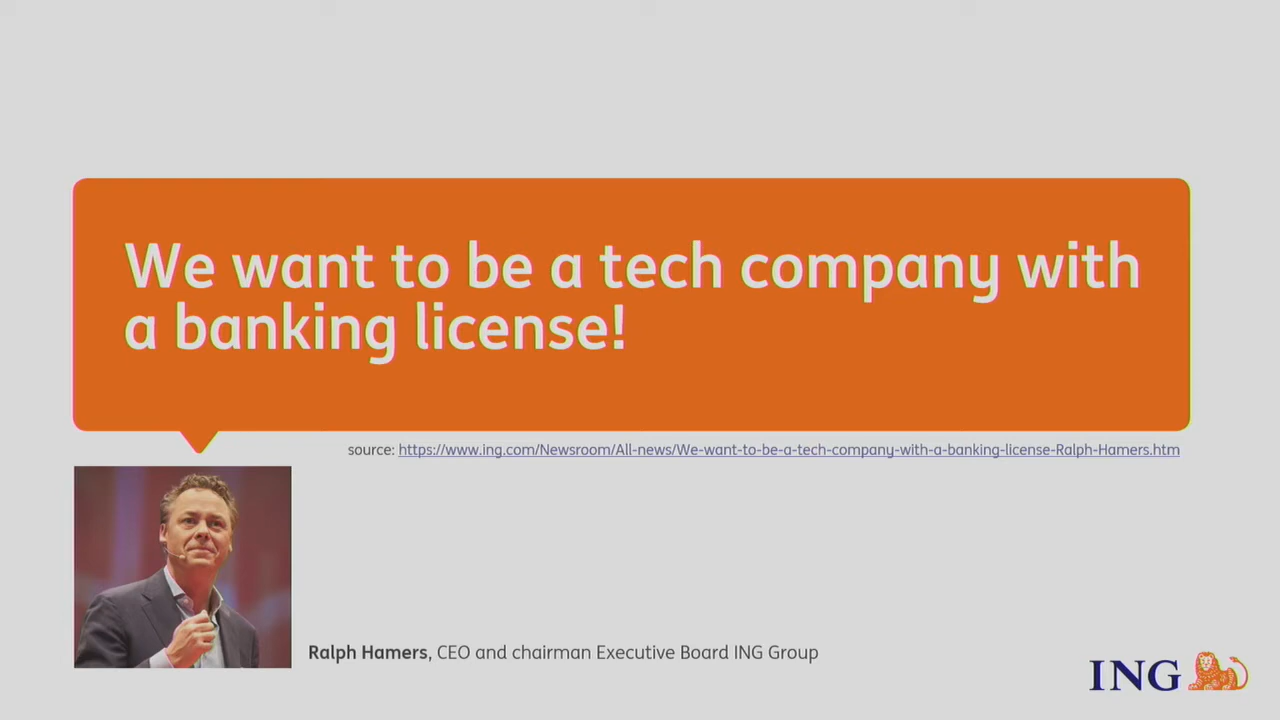 We want to be a tech company with
a banking license!
source: https://www.ing.com/Newsroom/All-news/We-want-to-be-a-tech-company-with-a-banking-license-Ralph-Hamers.htm
Ralph Hamers, CEO and chairman Executive Board ING Group
ING